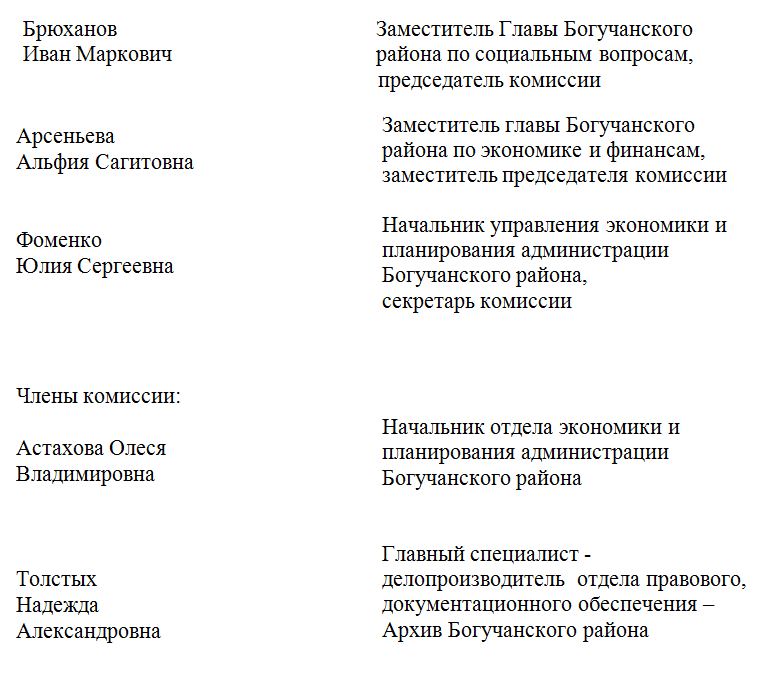 Брюханов
Иван Маркович
Заместитель Главы Богучанского
района по социальным вопросам,
председатель комиссии
Арсеньева
Альфия Сагитовна
Заместитель главы Богучанского
района по экономике и финансам,
заместитель председателя комиссии
Фоменко
Юлия Сергеевна
Начальник управления экономики и
планирования администрации
Богучанского района,
секретарь комиссии
Члены комиссии:
Астахова Олеся
Владимировна
Начальник отдела экономики и
планирования администрации
Богучанского района
Толстых
Надежда
Александровна
Главный специалист -
делопроизводитель  отдела правового,
документационного обеспечения –
Архив Богучанского района